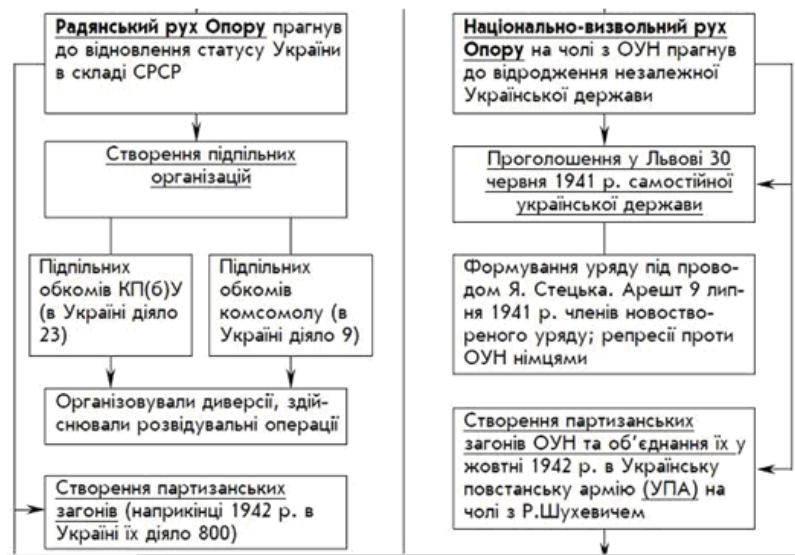 Радянський рух Опору прагнув
до відновлення статусу України
в складі СРСР
Створення підпільних
організацій
Підпільних
обкомів КП(б)У
(в Україні діяло
23)
Підпільних
обкомів
комсомолу (в
Україні діяло 9)
Організовували диверсії, здій-
снювали розвідувальні операції
Створення партизанських
загонів (наприкінці 1942 р. в
Україні їх діяло 800)
Національно-визвольний рух
Опору на чолі з ОУН прагнув
до відродження незалежної
Української держави
Проголошення у Львові 30
червня 1941 р. самостійної
української держави
Формування уряду під прово-
дом Я. Стецька. Арешт 9 лип-
ня 1941 р. членів новоство-
реного уряду; репресії проти
ОУН німцями
Створення партизанських
загонів ОУН та об’єднання їх у
жовтні 1942 р. в Українську
повстанську армію (УПА) на
чолі з Р.Шухевичем